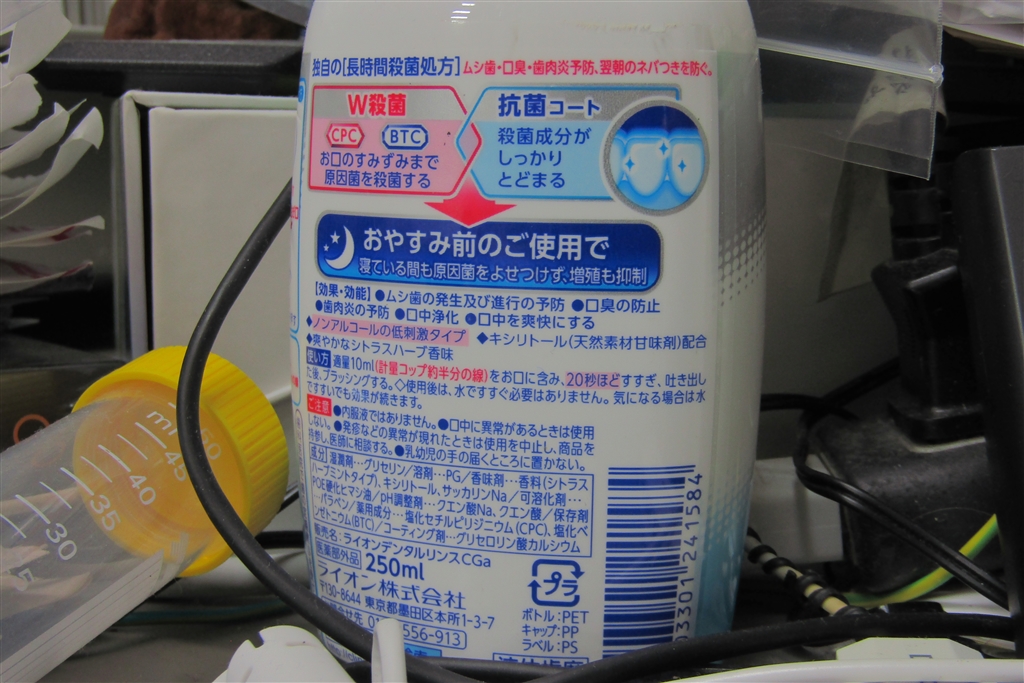 独自の[長時間殺菌処方]ムシ歯・口臭・歯肉炎予防、翌朝のネバつきを防ぐ。
W殺菌
CPC BTC
お口のすみずみまで
原因菌を殺菌する
抗菌コート
殺菌成分が
しっかり
とどまる
おやすみ前のご使用で
寝ている間も原因菌をよせつけず、増殖も抑制
[効果・効能] ●ムシ歯の発生及び進行の予防 ●口臭の防止
●歯肉炎の予防 ●口中浄化 ●口中を爽快にする
◆ノンアルコールの低刺激タイプ ◆キシリトール(天然素材甘味剤)配合
◆爽やかなシトラスハーブ香味
使い方 適量10ml(計量コップ約半分の線)をお口に含み、20秒ほどすすぎ、吐き出し
た後、ブラッシングする。◇使用後は、水ですすぐ必要はありません。気になる場合は水
ですすいでも効果が続きます。
ご注意 ●内服液ではありません。●口中に異常があるときは使用
しない。●発疹などの異常が現れたときは使用を中止し、商品を
持参し、医師に相談する。●乳幼児の手の届くところに置かない。
[成分] 湿潤剤…グリセリン/溶剤…PG/香味剤…香料(シトラス
ハーブミントタイプ)、キシリトール、サッカリンNa/可溶化剤…
POE硬化ヒマシ油/pH調整剤…クエン酸Na、クエン酸/保存剤
…パラベン/薬用成分…塩化セチルピリジニウム(CPC)、塩化ベ
ンゼトニウム(BTC)/コーティング剤…グリセロリン酸カルシウム
販売名:ライオンデンタルリンスCGa
医薬部外品 250ml
ライオン株式会社
〒130-8644 東京都墨田区本所1-3-7
556-913
プラ
ボトル:PET
キャップ:PP
ラベル:PS
03301241584
mL
60
45
40
35
30